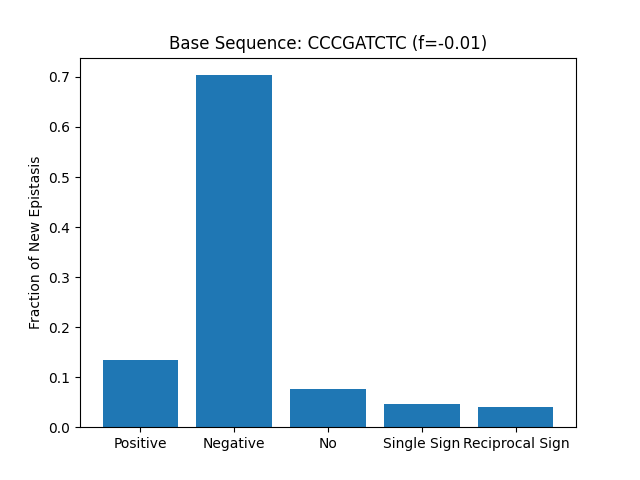 Base Sequence: CCCGATCTC (f=-0.01)
Fraction of New Epistasis
0.7
0.6
0.5
0.4
0.3
0.2
0.1
0.0
Positive Negative No Single Sign Reciprocal Sign